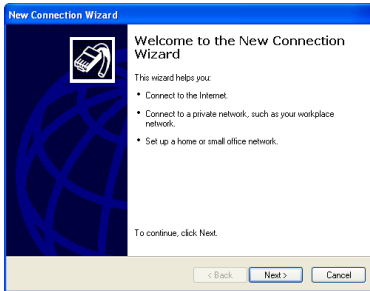 New Connection Wizard
Welcome to the New Connection
Wizard
This wizard helps you:
• Connect to the Internet.
• Connect to a private network, such as your workplace
network.
• Set up a home or small office network.
To continue, click Next.
< Back Next > Cancel